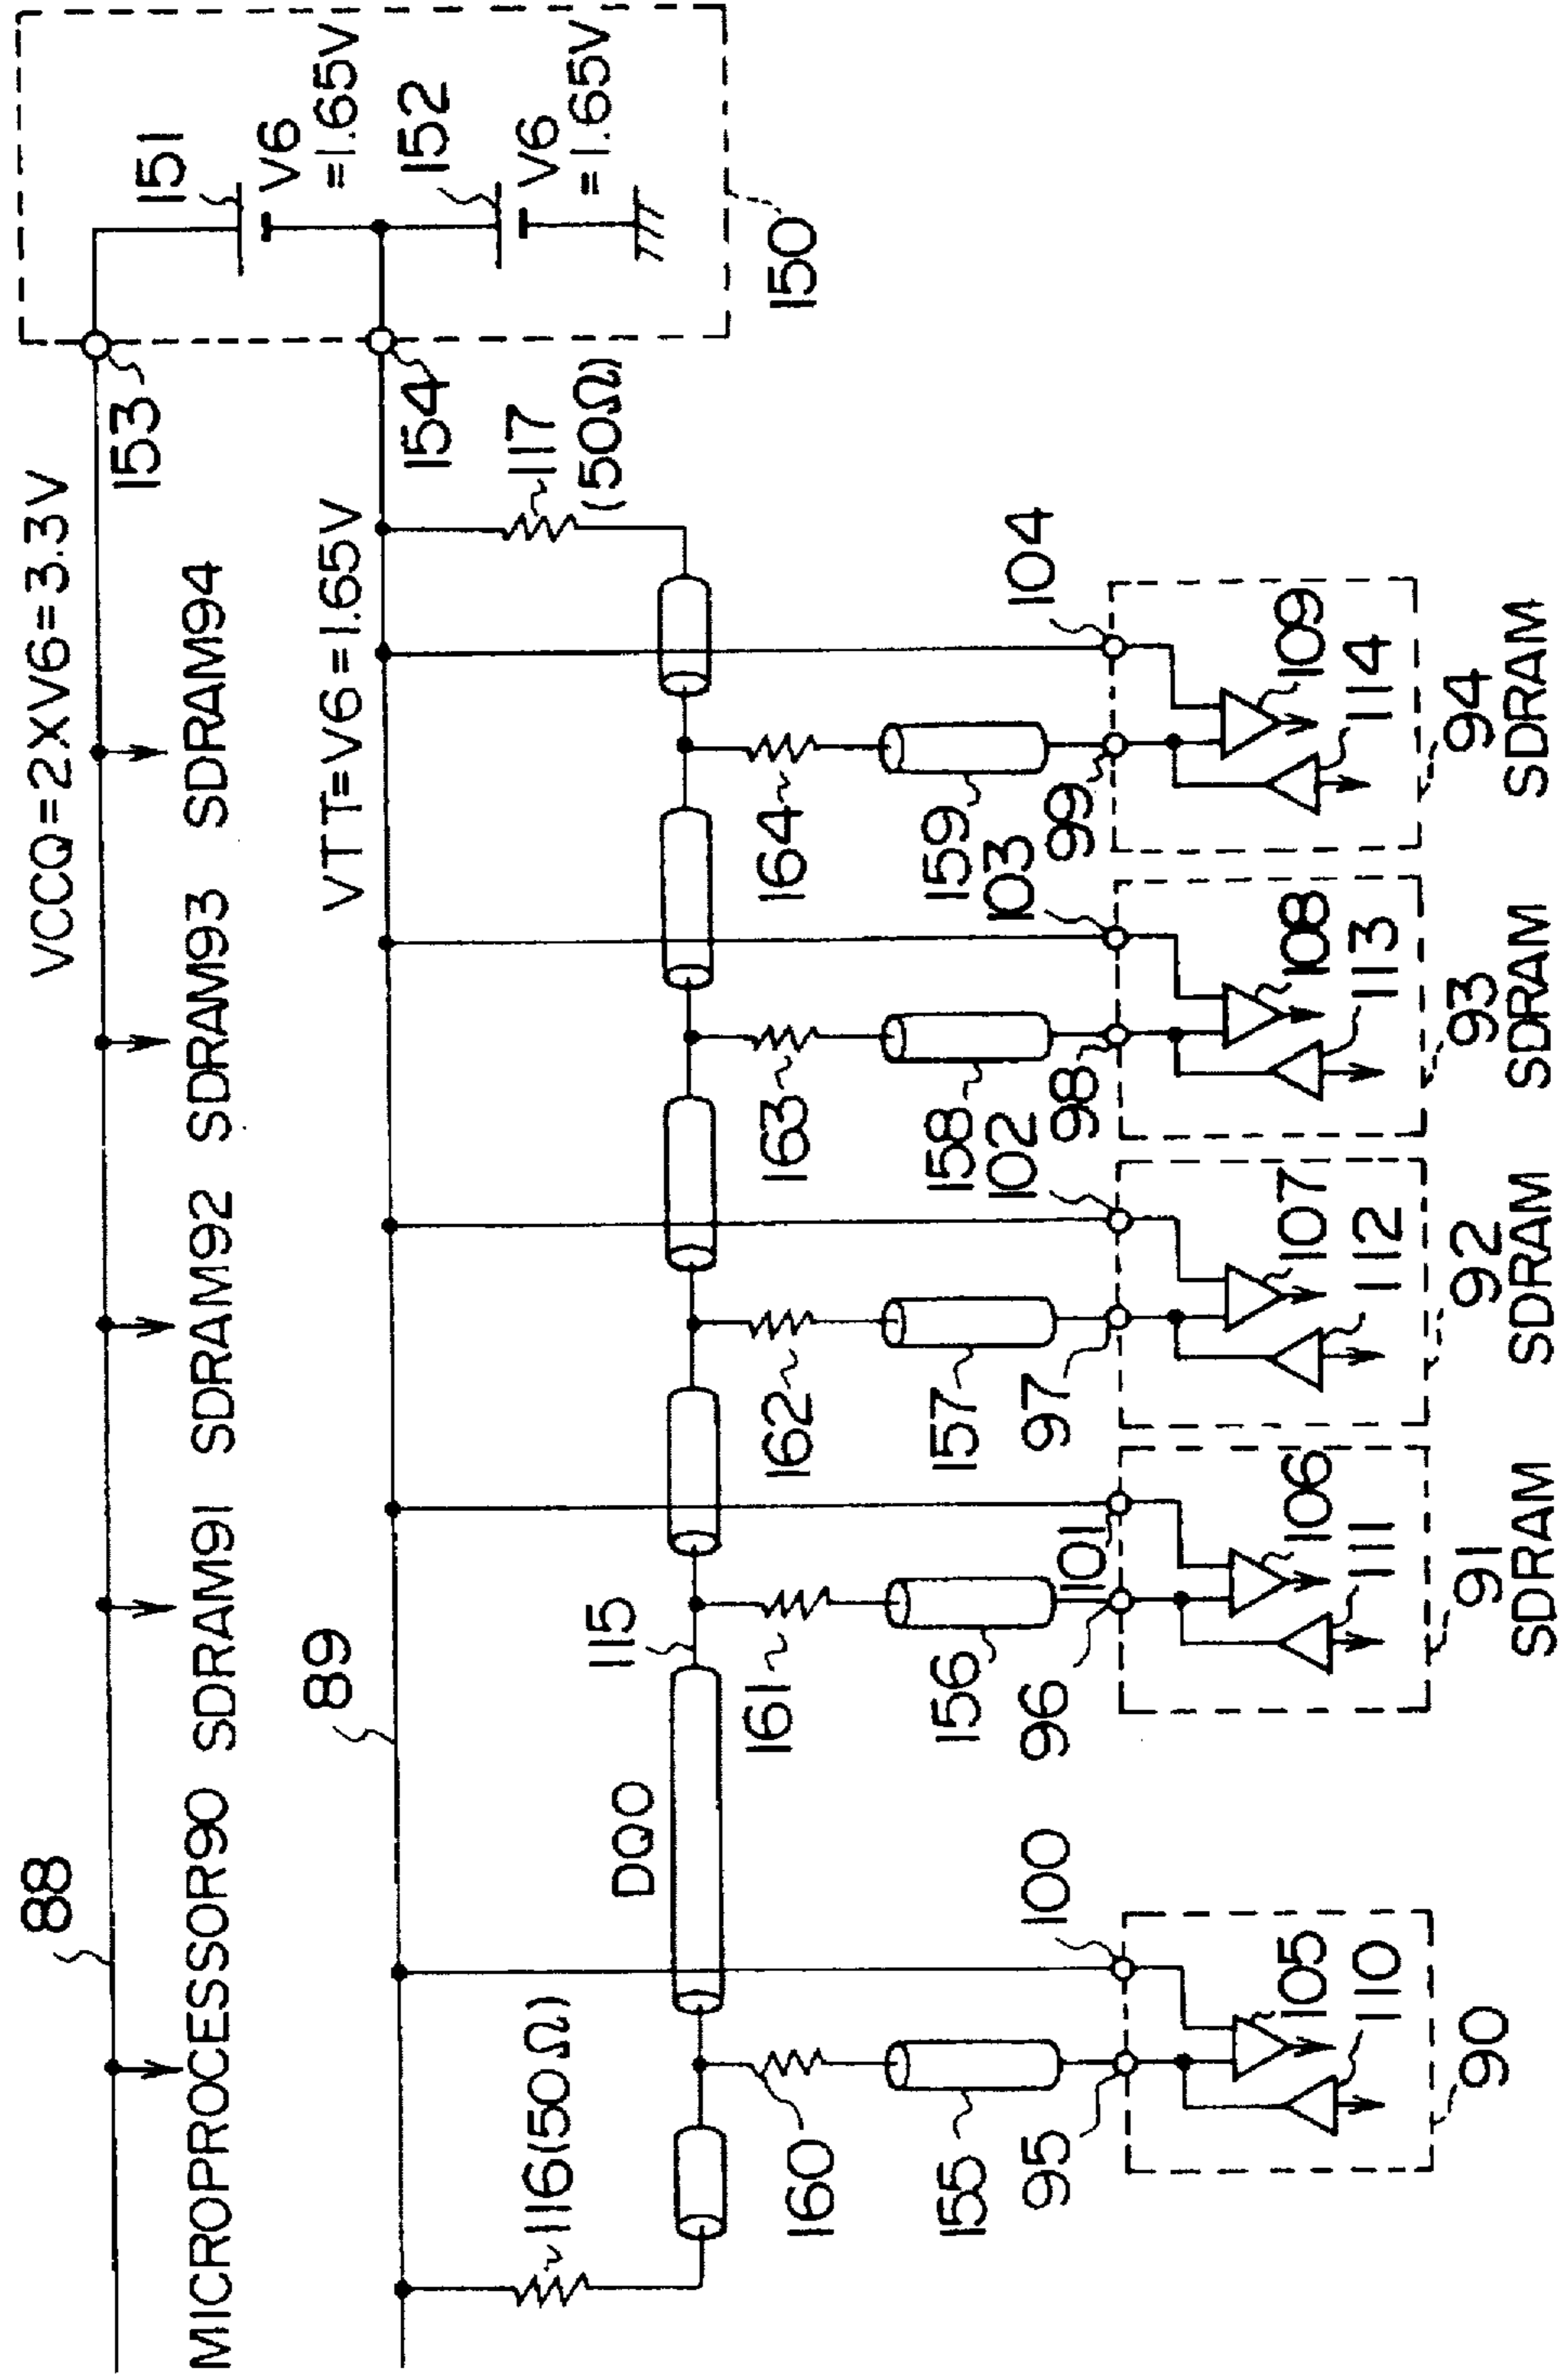 88
VCCQ=2XV6=3.3V
153
MICROPROCESSOR90
SDRAM91
SDRAM92
SDRAM93
SDRAM94
151
V6
=1.65V
152
V6
=1.65V
150
89
VTT=V6=1.65V
154
116(50Ω)
117
(50Ω)
DQ0
115
160
161
162
163
164
155
156
157
158
159
95
100
96
101
97
102
98
103
99
104
105
110
106
111
107
112
108
113
109
114
90
91
SDRAM
92
SDRAM
93
SDRAM
94
SDRAM